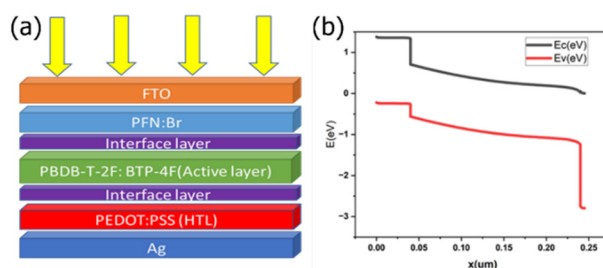 (a)
FTO
PFN:Br
Interface layer
PBDB-T-2F: BTP-4F(Active layer)
Interface layer
PEDOT:PSS (HTL)
Ag
(b)
Ec(eV)
Ev(eV)
E(eV)
1
0
-1
-2
-3
0.00 0.05 0.10 0.15 0.20 0.25
x(um)